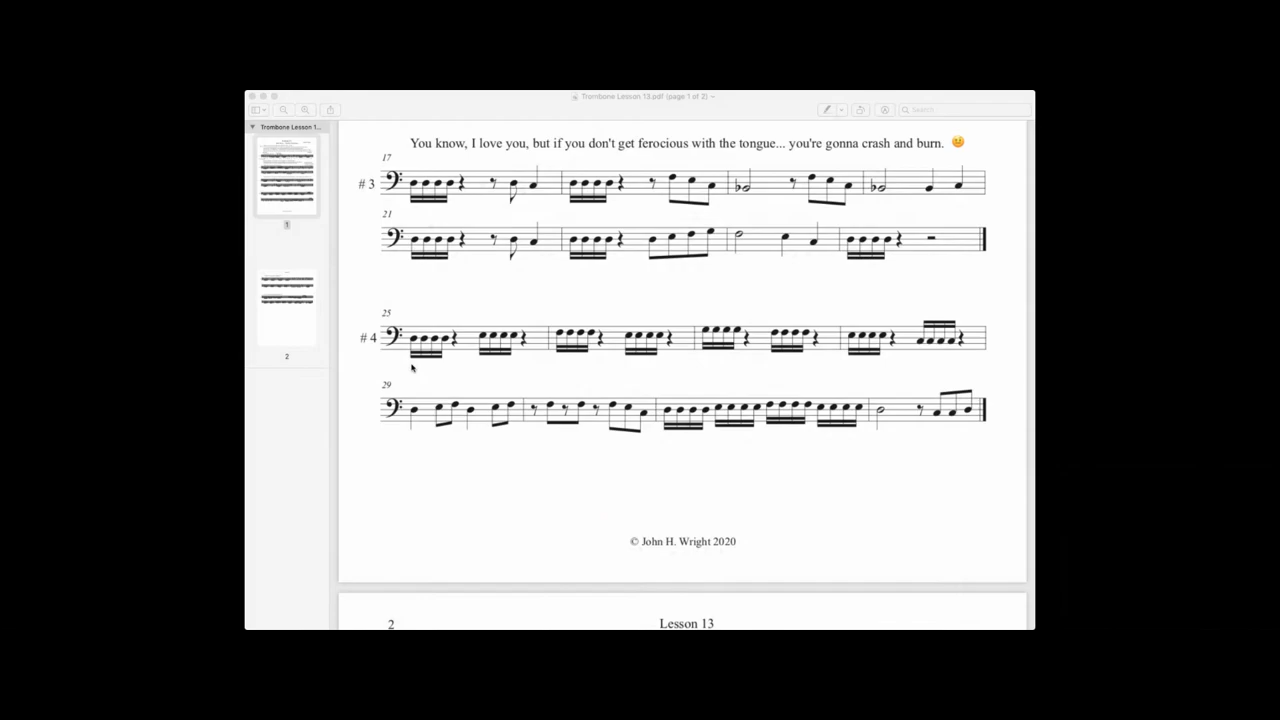 Trombone Lesson 13.pdf (page 1 of 2)
Search
Trombone Lesson 1...
You know, I love you, but if you don't get ferocious with the tongue... you're gonna crash and burn. 😕
17
# 3
21
1
25
# 4
2
29
© John H. Wright 2020
2 Lesson 13